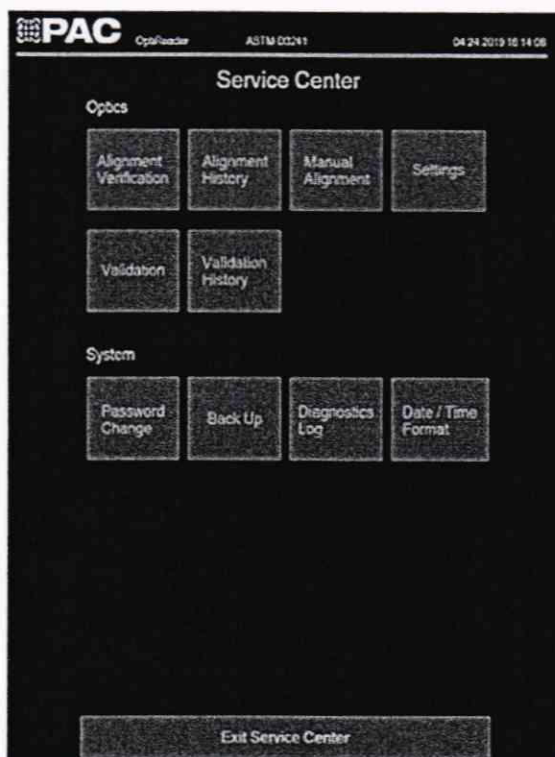 PAC OptiReader ASTM-D3241 04-24-2019 16:14:08
Service Center
Optics
Alignment Verification
Alignment History
Manual Alignment
Settings
Validation
Validation History
System
Password Change
Back Up
Diagnostics Log
Date / Time Format
Exit Service Center